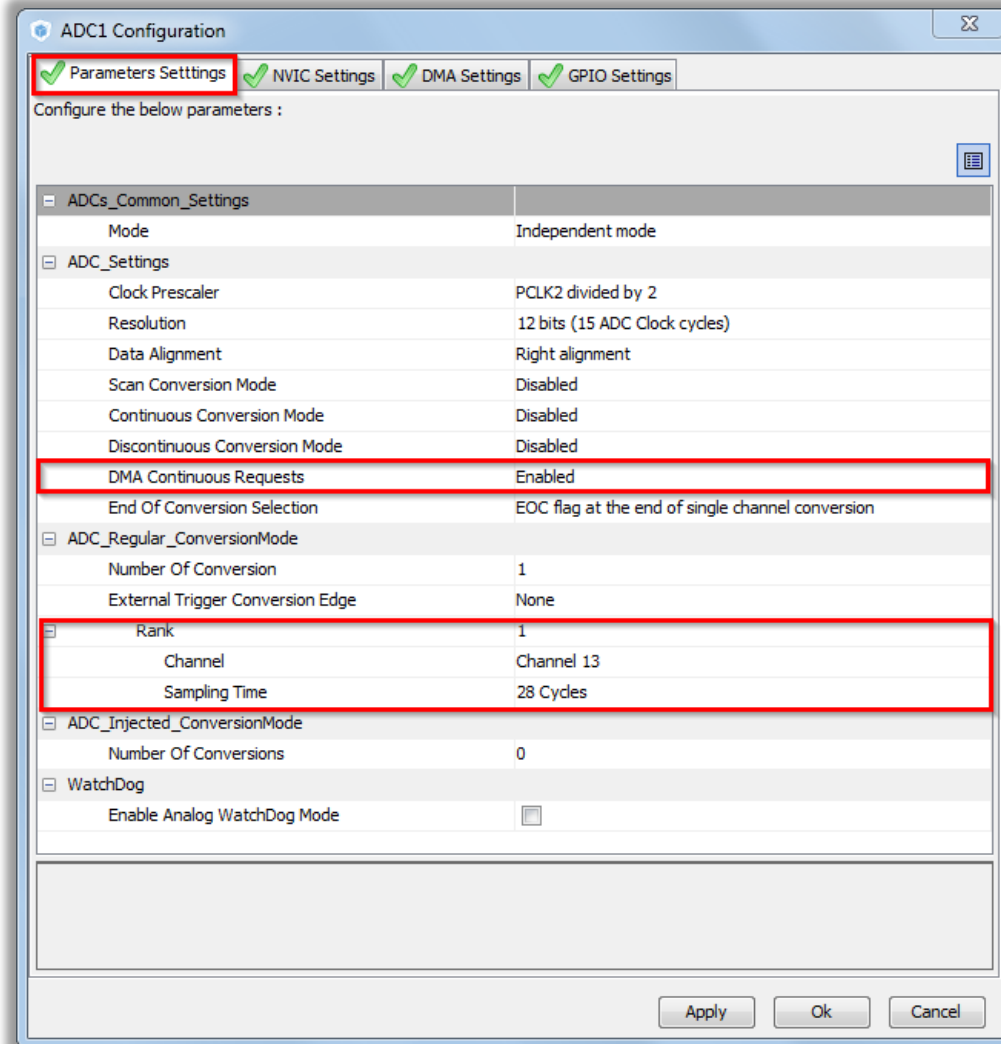 ADC1 Configuration
Parameters Setttings NVIC Settings DMA Settings GPIO Settings
Configure the below parameters :
ADCs_Common_Settings
Mode Independent mode
ADC_Settings
Clock Prescaler PCLK2 divided by 2
Resolution 12 bits (15 ADC Clock cycles)
Data Alignment Right alignment
Scan Conversion Mode Disabled
Continuous Conversion Mode Disabled
Discontinuous Conversion Mode Disabled
DMA Continuous Requests Enabled
End Of Conversion Selection EOC flag at the end of single channel conversion
ADC_Regular_ConversionMode
Number Of Conversion 1
External Trigger Conversion Edge None
Rank 1
Channel Channel 13
Sampling Time 28 Cycles
ADC_Injected_ConversionMode
Number Of Conversions 0
WatchDog
Enable Analog WatchDog Mode
Apply Ok Cancel